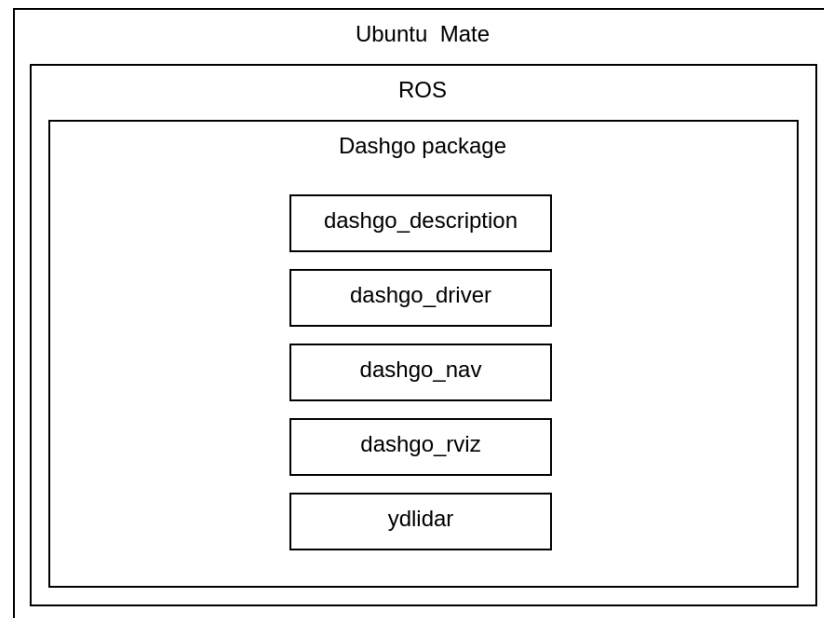 Ubuntu  Mate
ROS
Dashgo package
dashgo_description
dashgo_driver
dashgo_nav
dashgo_rviz
ydlidar